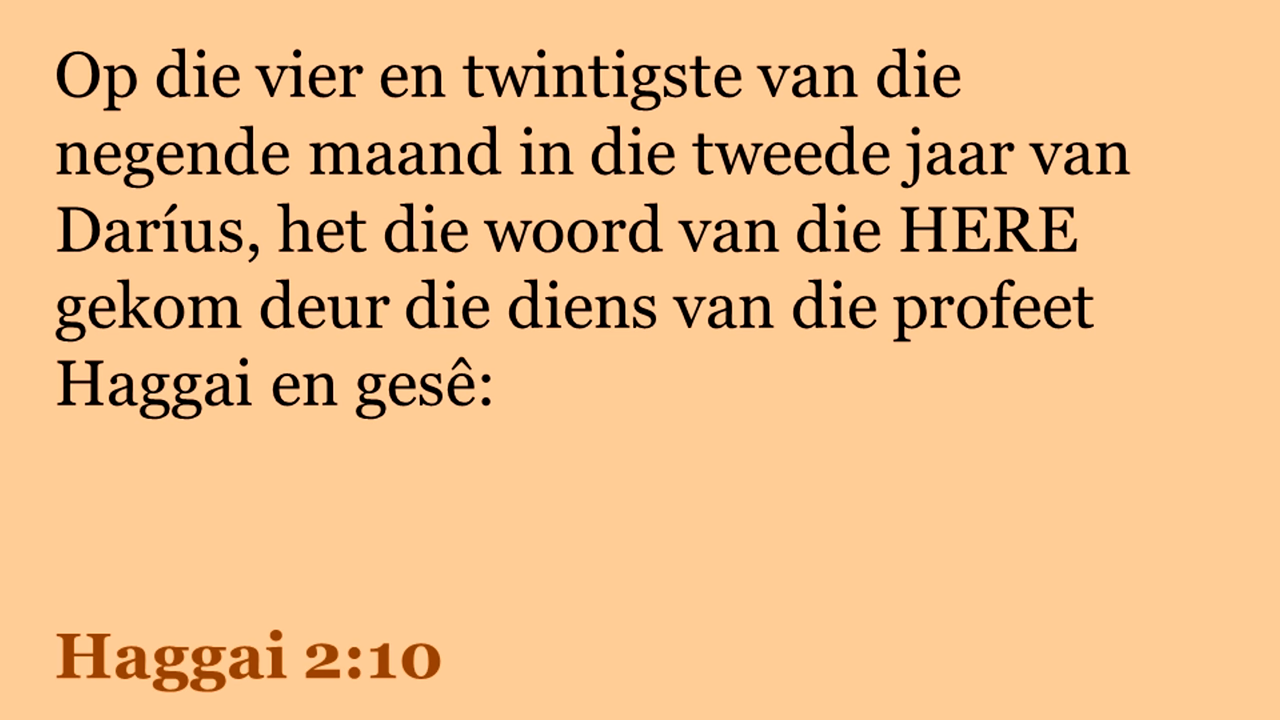 Op die vier en twintigste van die
negende maand in die tweede jaar van
Daríus, het die woord van die HERE
gekom deur die diens van die profeet
Haggai en gesê:
Haggai 2:10